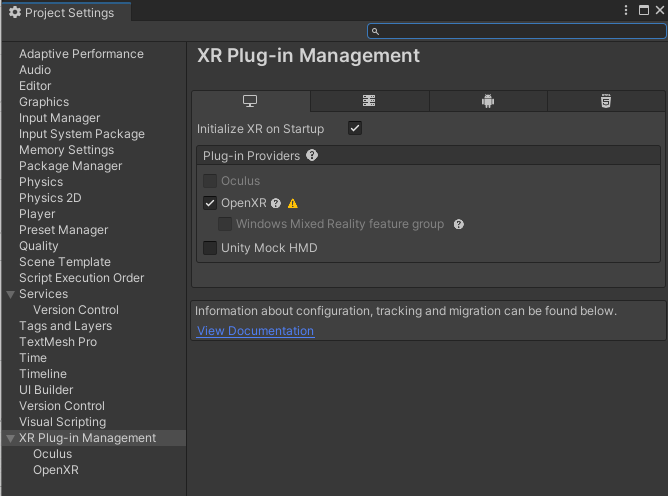 Project Settings
Adaptive Performance
Audio
Editor
Graphics
Input Manager
Input System Package
Memory Settings
Package Manager
Physics
Physics 2D
Player
Preset Manager
Quality
Scene Template
Script Execution Order
Services
Version Control
Tags and Layers
TextMesh Pro
Time
Timeline
UI Builder
Version Control
Visual Scripting
XR Plug-in Management
Oculus
OpenXR
XR Plug-in Management
Initialize XR on Startup
Plug-in Providers
Oculus
OpenXR
Windows Mixed Reality feature group
Unity Mock HMD
Information about configuration, tracking and migration can be found below.
View Documentation